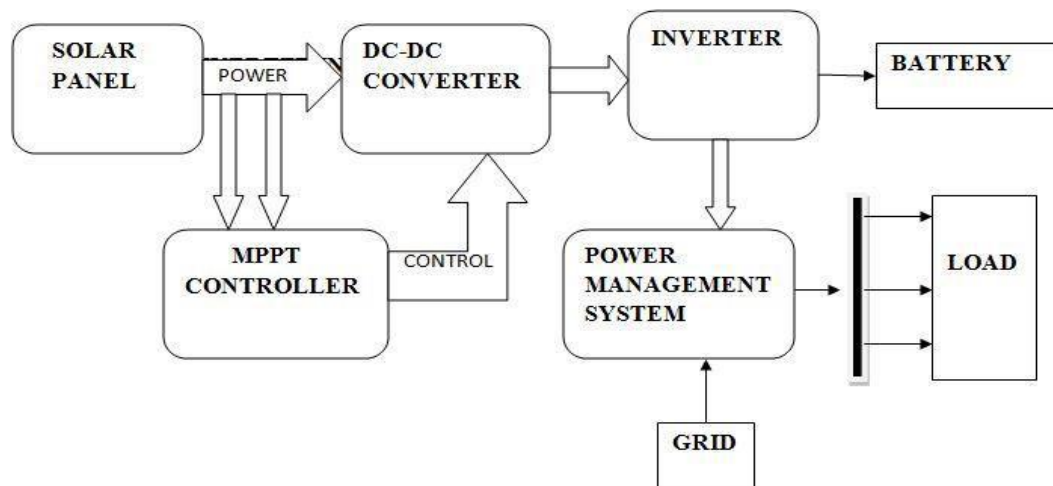 SOLAR
PANEL
POWER
DC-DC
CONVERTER
INVERTER
BATTERY
MPPT
CONTROLLER
CONTROL
POWER
MANAGEMENT
SYSTEM
LOAD
GRID